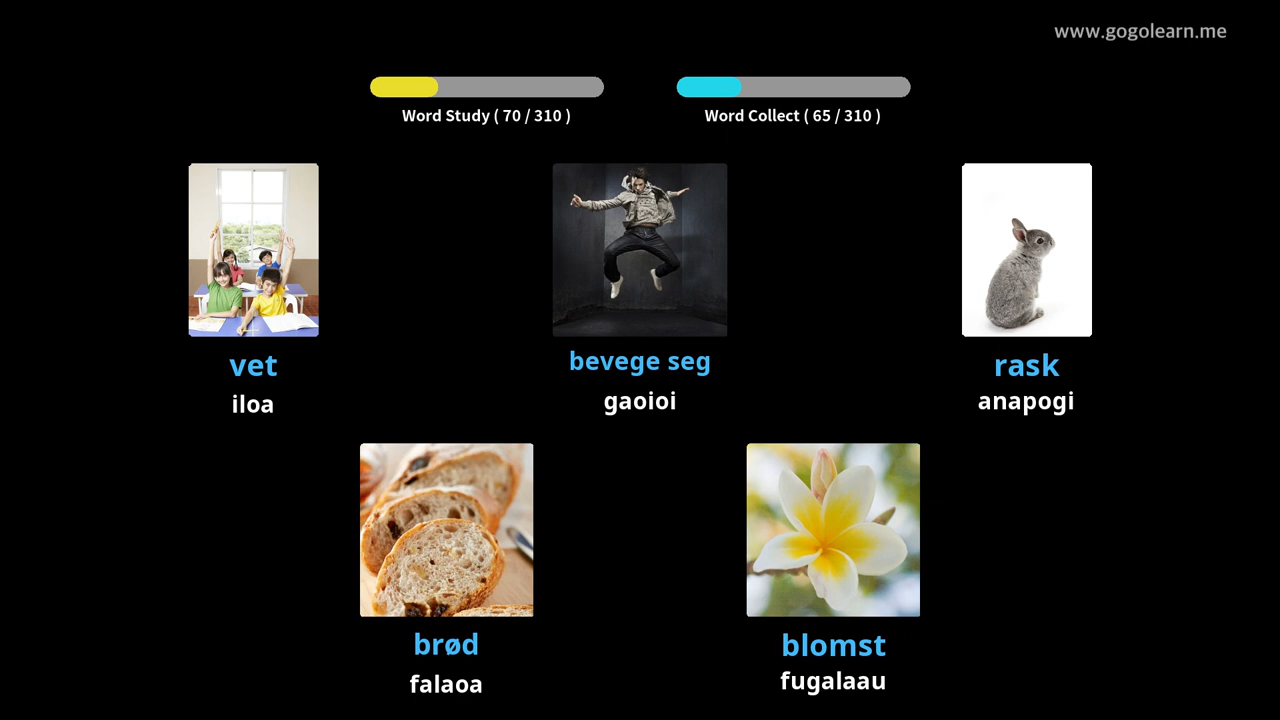 www.gogolearn.me
Word Study ( 70 / 310 )
Word Collect ( 65 / 310 )
vet
iloa
bevege seg
gaoioi
rask
anapogi
brød
falaoa
blomst
fugalaau